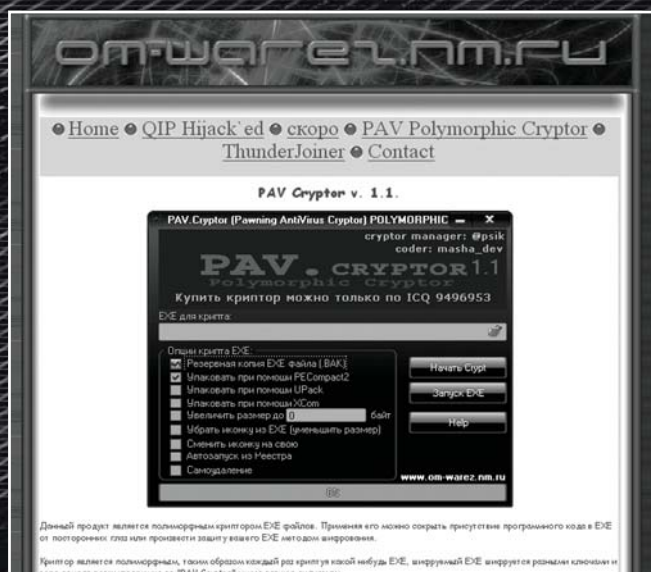 om-warez.nm.ru
Home QIP Hijack`ed скоро PAV Polymorphic Cryptor
ThunderJoiner Contact
PAV Cryptor v. 1.1.
PAV.Cryptor (Pawning AntiVirus Cryptor) POLYMORPHIC
cryptor manager: @psik
coder: masha_dev
PAV. CRYPTOR 1.1
Polymorphic Cryptor
Купить криптор можно только по ICQ 9496953
EXE для крипта:
Опции крипта EXE:
Резервная копия EXE файла (.BAK)
Упаковать при помощи PECompact2
Упаковать при помощи UPack
Упаковать при помощи XCom
Увеличить размер до 0 байт
Убрать иконку из EXE (уменьшить размер)
Сменить иконку на свою
Автозапуск из Реестра
Самоудаление
Начать Crypt
Запуск EXE
Help
www.om-warez.nm.ru
Данный продукт является полиморфным криптором EXE файлов. Применяя его можно сокрыть присутствие программного кода в EXE
от посторонних глаз или произвести защиту вашего EXE методом шифрования.
Криптор является полиморфным, таким образом каждый раз криптуя какой нибудь EXE, шифруемый EXE шифруется разными ключами и